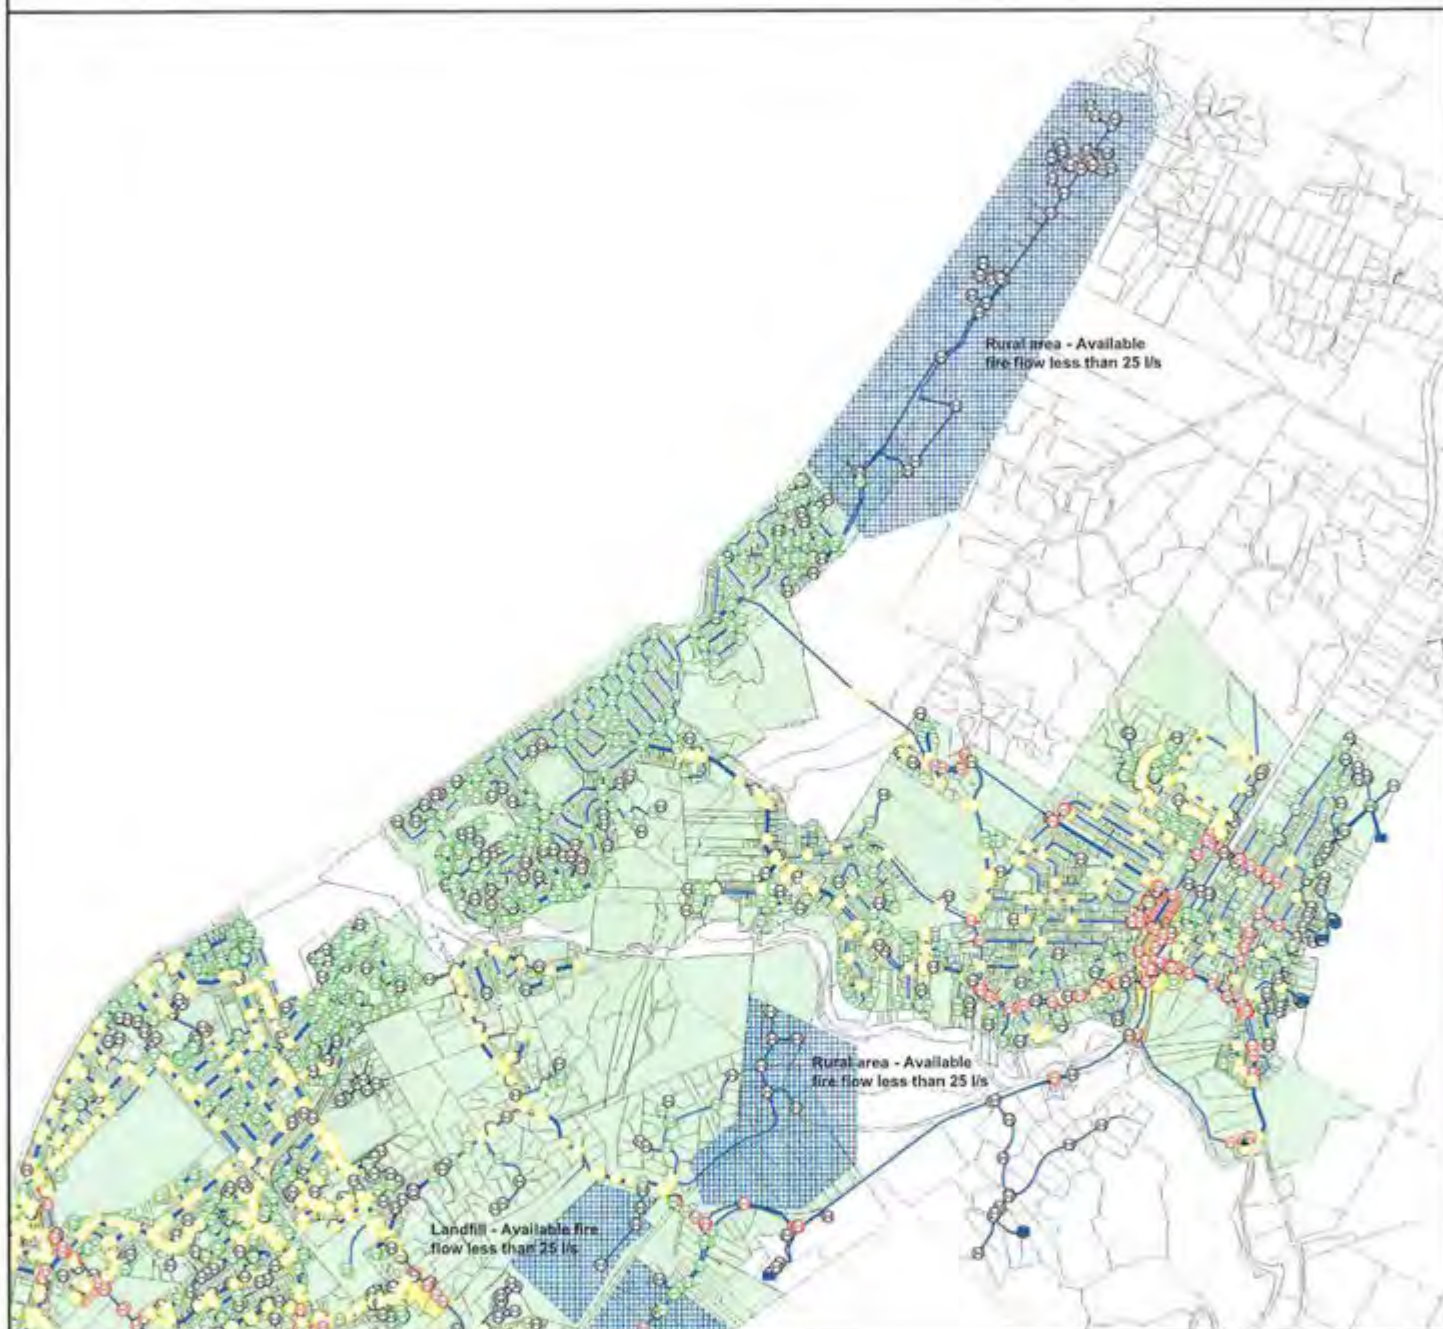 Rural area - Available
fire flow less than 25 l/s
Rural area - Available
fire flow less than 25 l/s
Landfill - Available fire
flow less than 25 l/s